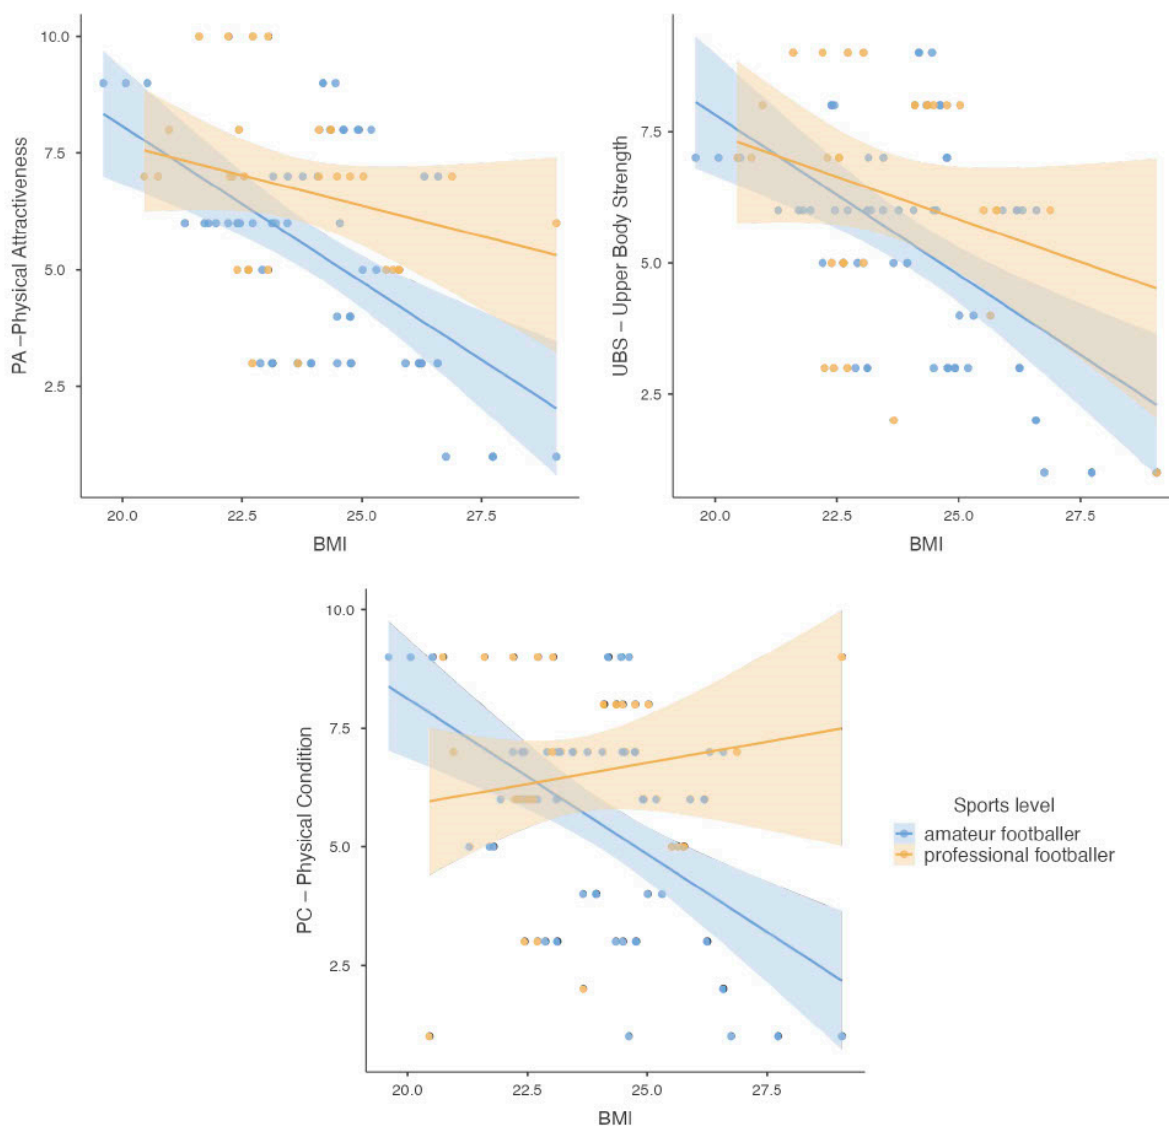 10.0
7.5
5.0
2.5
PA –Physical Attractiveness
20.0 22.5 25.0 27.5
BMI
7.5
5.0
2.5
UBS – Upper Body Strength
20.0 22.5 25.0 27.5
BMI
10.0
7.5
5.0
2.5
PC – Physical Condition
20.0 22.5 25.0 27.5
BMI
Sports level
amateur footballer
professional footballer